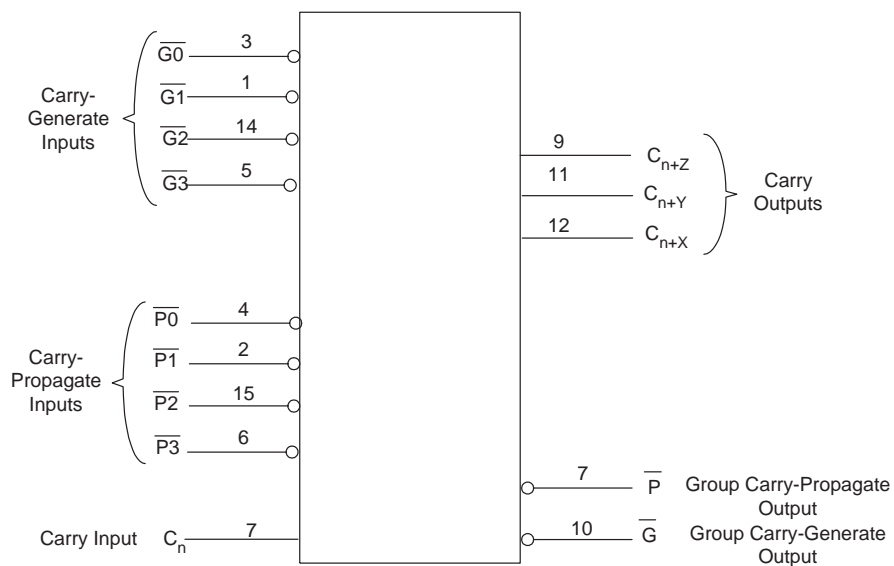 Carry-
Generate
Inputs
G0 3
G1 1
G2 14
G3 5
9 Cn+Z
11 Cn+Y
12 Cn+X
Carry
Outputs
Carry-
Propagate
Inputs
P0 4
P1 2
P2 15
P3 6
Carry Input Cn 7
7 P Group Carry-Propagate
Output
10 G Group Carry-Generate
Output